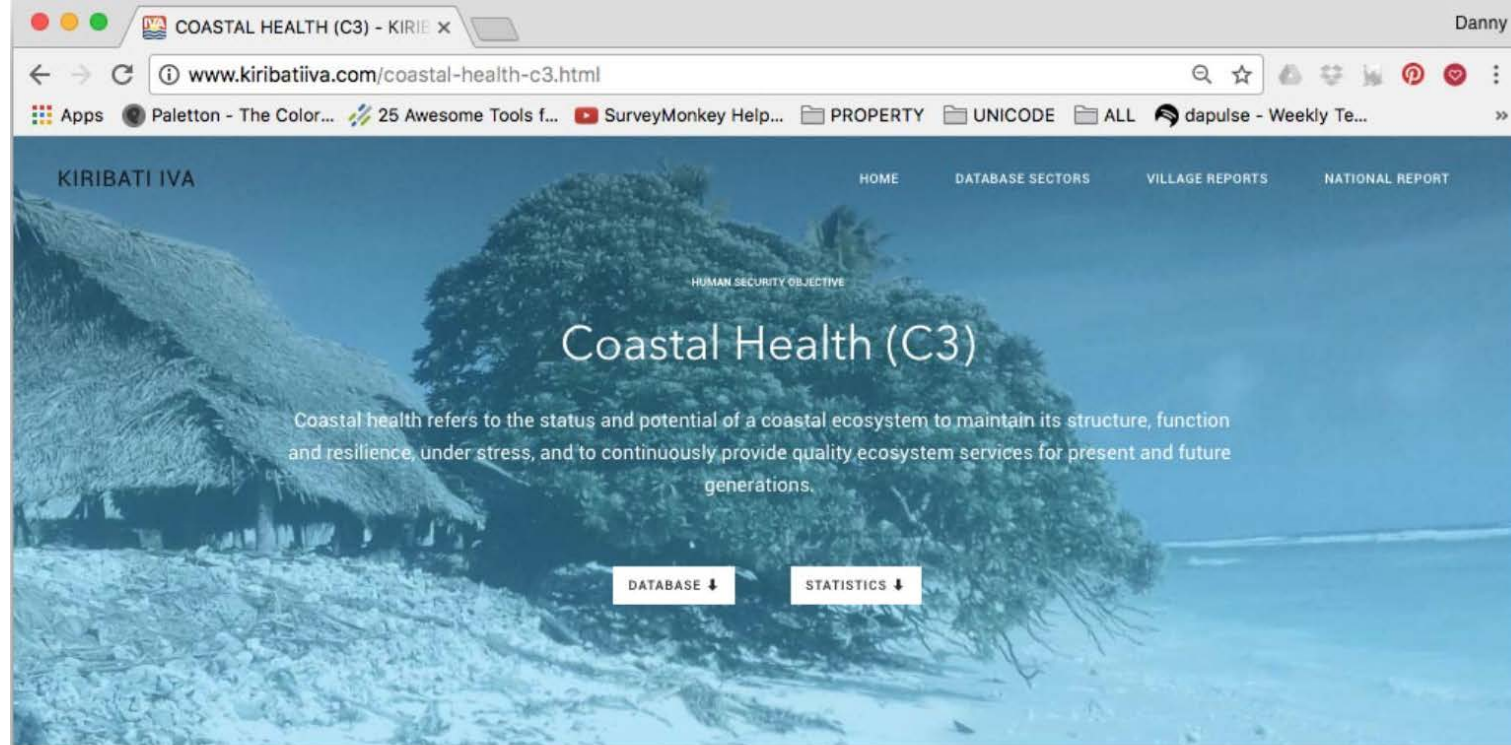 COASTAL HEALTH (C3) - KIRIB
Danny
www.kiribatiiva.com/coastal-health-c3.html
Apps Paletton - The Color... 25 Awesome Tools f... SurveyMonkey Help... PROPERTY UNICODE ALL dapulse - Weekly Te... »
KIRIBATI IVA HOME DATABASE SECTORS VILLAGE REPORTS NATIONAL REPORT
HUMAN SECURITY OBJECTIVE
Coastal Health (C3)
Coastal health refers to the status and potential of a coastal ecosystem to maintain its structure, function
and resilience, under stress, and to continuously provide quality ecosystem services for present and future
generations.
DATABASE ⬇ STATISTICS ⬇